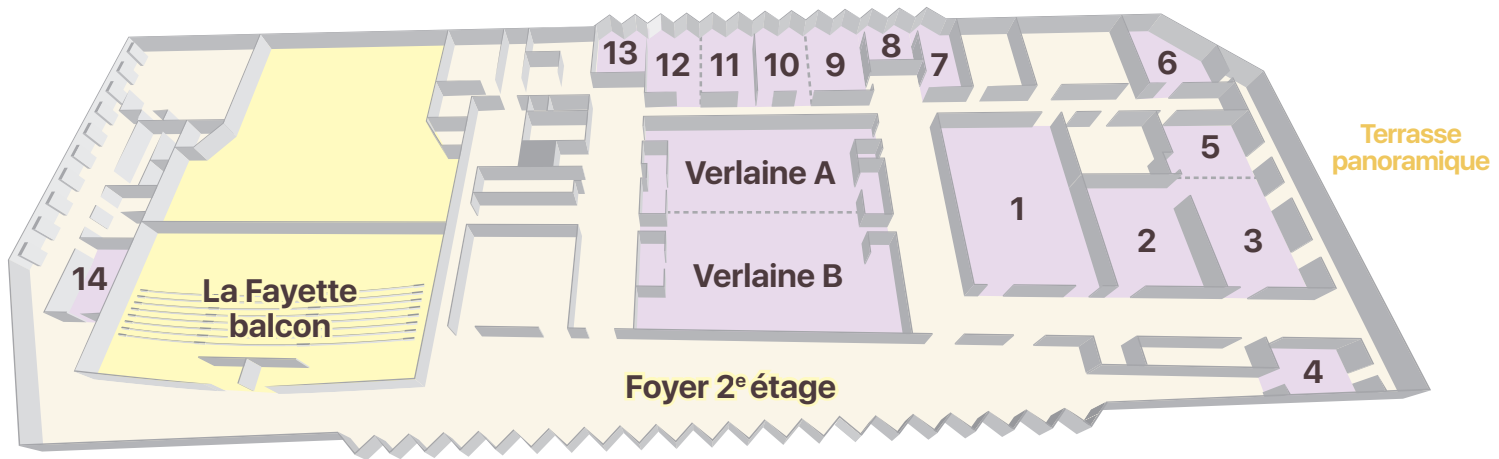 13
12
11
10
9
8
7
6
Terrasse
panoramique
5
Verlaine A
1
2
3
Verlaine B
14
La Fayette
balcon
4
Foyer 2e étage